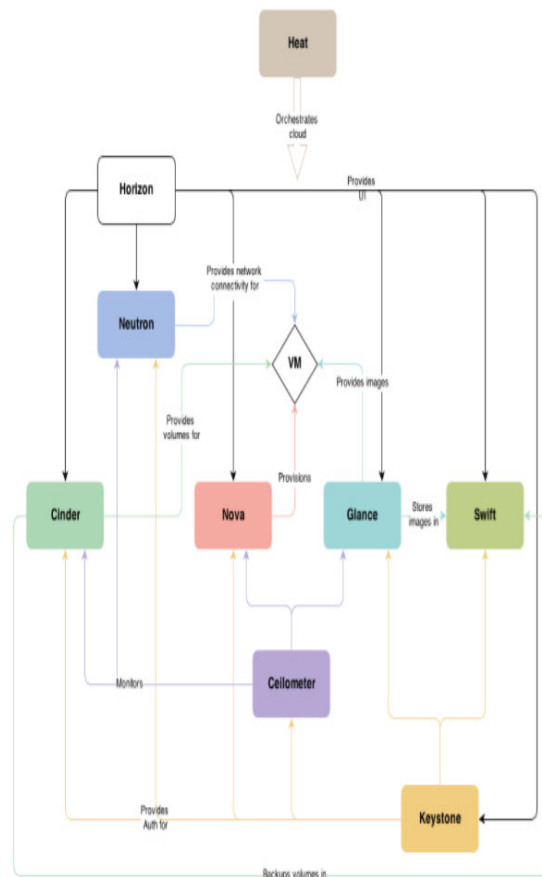 Heat
Orchestrates
cloud
Horizon
Provides
UI
Provides network
connectivity for
Neutron
VM
Provides images
Provides
volumes for
Provisions
Cinder
Nova
Glance
Stores
images in
Swift
Ceilometer
Monitors
Provides
Auth for
Keystone
Backups volumes in